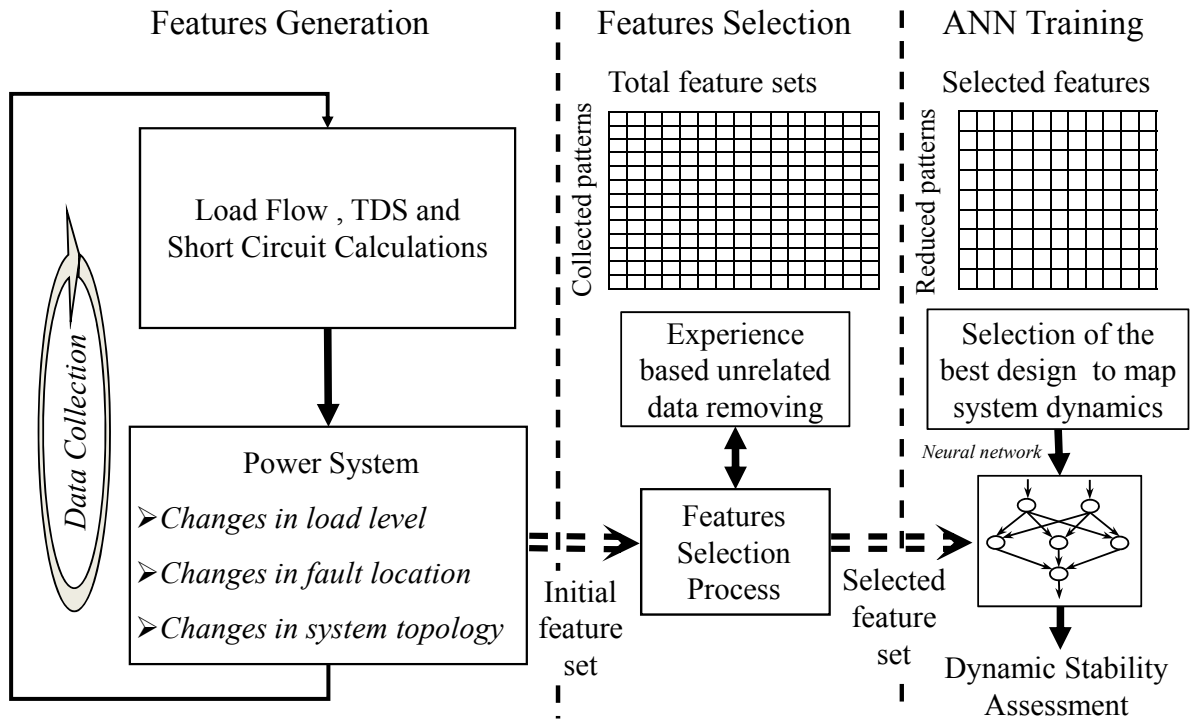 Features Generation
Features Selection
ANN Training
Load Flow , TDS and
Short Circuit Calculations
Data Collection
Power System
➢Changes in load level
➢Changes in fault location
➢Changes in system topology
Initial
feature
set
Total feature sets
Collected patterns
Experience
based unrelated
data removing
Features
Selection
Process
Selected
feature
set
Selected features
Reduced patterns
Selection of the
best design to map
system dynamics
Neural network
Dynamic Stability
Assessment